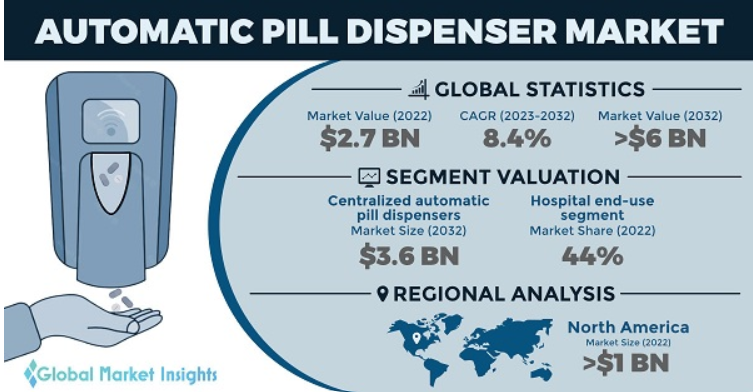 AUTOMATIC PILL DISPENSER MARKET
GLOBAL STATISTICS
Market Value (2022)
$2.7 BN
CAGR (2023-2032)
8.4%
Market Value (2032)
>$6 BN
SEGMENT VALUATION
Centralized automatic
pill dispensers
Market Size (2032)
$3.6 BN
Hospital end-use
segment
Market Share (2022)
44%
REGIONAL ANALYSIS
North America
Market Size (2022)
>$1 BN
Global Market Insights